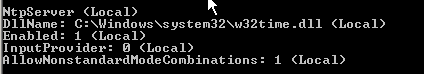 NtpServer (Local)
DllName: C:\Windows\system32\w32time.dll (Local)
Enabled: 1 (Local)
InputProvider: 0 (Local)
AllowNonstandardModeCombinations: 1 (Local)